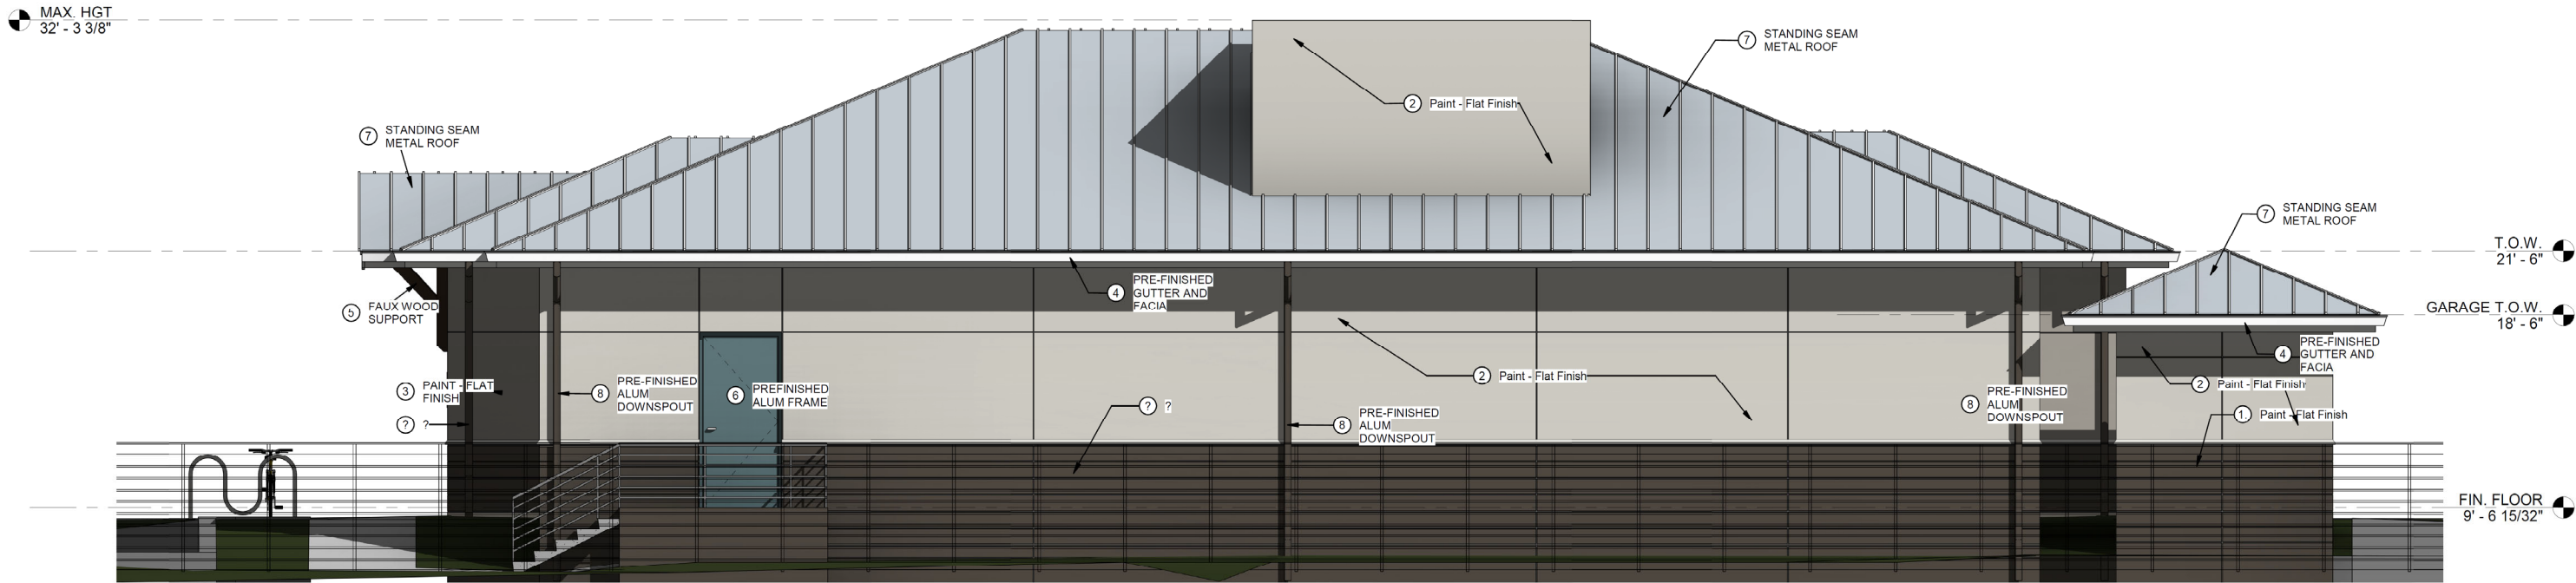 MAX. HGT
32' - 3 3/8"
7 STANDING SEAM
METAL ROOF
2 Paint - Flat Finish
7 STANDING SEAM
METAL ROOF
7 STANDING SEAM
METAL ROOF
T.O.W.
21' - 6"
GARAGE T.O.W.
18' - 6"
5 FAUX WOOD
SUPPORT
4 PRE-FINISHED
GUTTER AND
FACIA
4 PRE-FINISHED
GUTTER AND
FACIA
3 PAINT - FLAT
FINISH
? ?
8 PRE-FINISHED
ALUM
DOWNSPOUT
6 PREFINISHED
ALUM FRAME
? ?
2 Paint - Flat Finish
8 PRE-FINISHED
ALUM
DOWNSPOUT
8 PRE-FINISHED
ALUM
DOWNSPOUT
2 Paint - Flat Finish
1. Paint - Flat Finish
FIN. FLOOR
9' - 6 15/32"